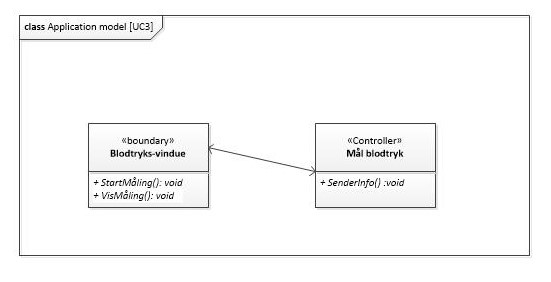 class Application model [UC3]
«boundary»
Blodtryks-vindue
+ StartMåling(): void
+ VisMåling(): void
«Controller»
Mål blodtryk
+ SenderInfo() :void